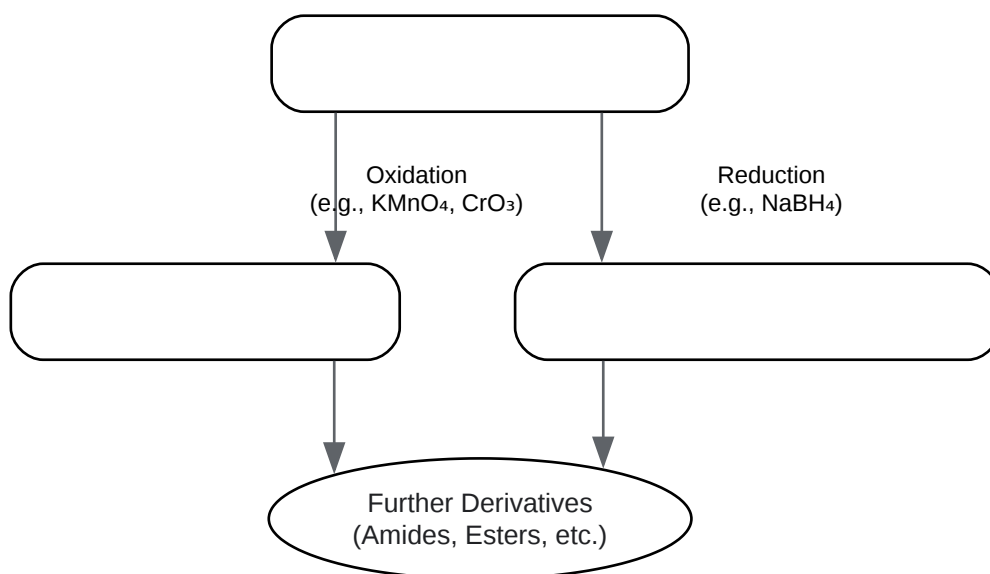 Oxidation
(e.g., KMnO₄, CrO₃)
Reduction
(e.g., NaBH₄)
Further Derivatives
(Amides, Esters, etc.)